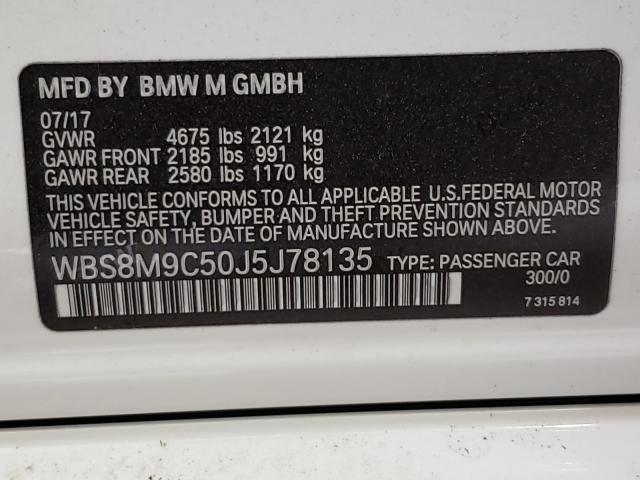 MFD BY BMW M GMBH
07/17
GVWR 4675 lbs 2121 kg
GAWR FRONT 2185 lbs 991 kg
GAWR REAR 2580 lbs 1170 kg
THIS VEHICLE CONFORMS TO ALL APPLICABLE U.S.FEDERAL MOTOR
VEHICLE SAFETY, BUMPER AND THEFT PREVENTION STANDARDS
IN EFFECT ON THE DATE OF MANUFACTURE SHOWN ABOVE.
WBS8M9C50J5J78135 TYPE: PASSENGER CAR
300/0
7 315 814